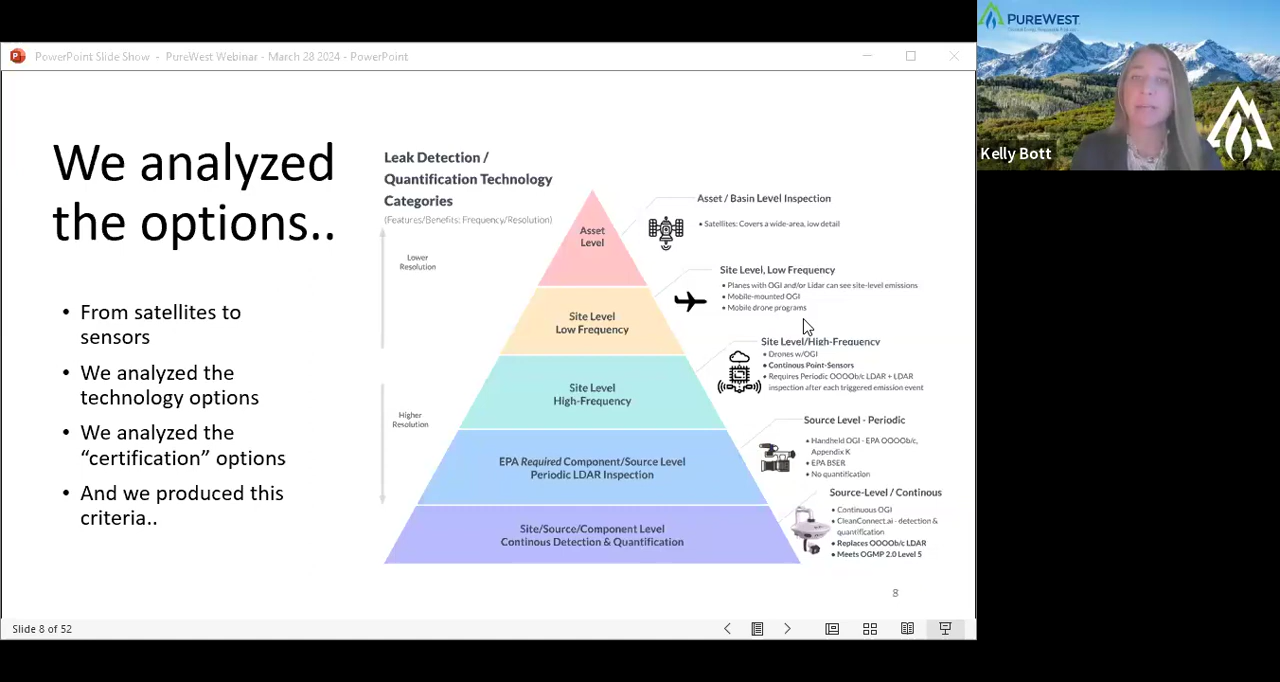 PowerPoint Slide Show - PureWest Webinar - March 28 2024 - PowerPoint
PUREWEST
Kelly Bott
We analyzed
the options..
• From satellites to
sensors
• We analyzed the
technology options
• We analyzed the
“certification” options
• And we produced this
criteria..
Leak Detection /
Quantification Technology
Categories
(Features/Benefits: Frequency/Resolution)
Lower
Resolution
Higher
Resolution
Asset
Level
Site Level
Low Frequency
Site Level
High-Frequency
EPA Required Component/Source Level
Periodic LDAR Inspection
Site/Source/Component Level
Continous Detection & Quantification
Asset / Basin Level Inspection
• Satellites: Covers a wide-area, low detail
Site Level, Low Frequency
• Planes with OGI and/or Lidar can see site-level emissions
• Mobile-mounted OGI
• Mobile drone programs
Site Level/High-Frequency
• Drones w/OGI
• Continous Point-Sensors
• Requires Periodic OOOOb/c LDAR + LDAR
inspection after each triggered emission event
Source Level - Periodic
• Handheld OGI - EPA OOOOb/c,
Appendix K
• EPA BSER
• No quantification
Source-Level / Continous
• Continuous OGI
• CleanConnect.ai - detection &
quantification
• Replaces OOOOb/c LDAR
• Meets OGMP 2.0 Level 5
8
Slide 8 of 52